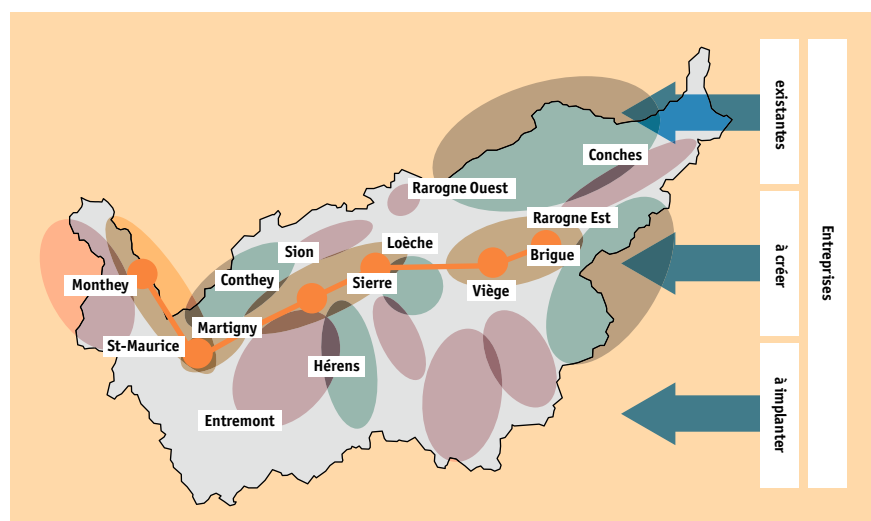 existantes
Conches
Rarogne Ouest
Rarogne Est
Loèche
Sion
Brigue
Entreprises
à créer
Conthey
Sierre
Monthey
Viège
Martigny
St-Maurice
Hérens
à implanter
Entremont